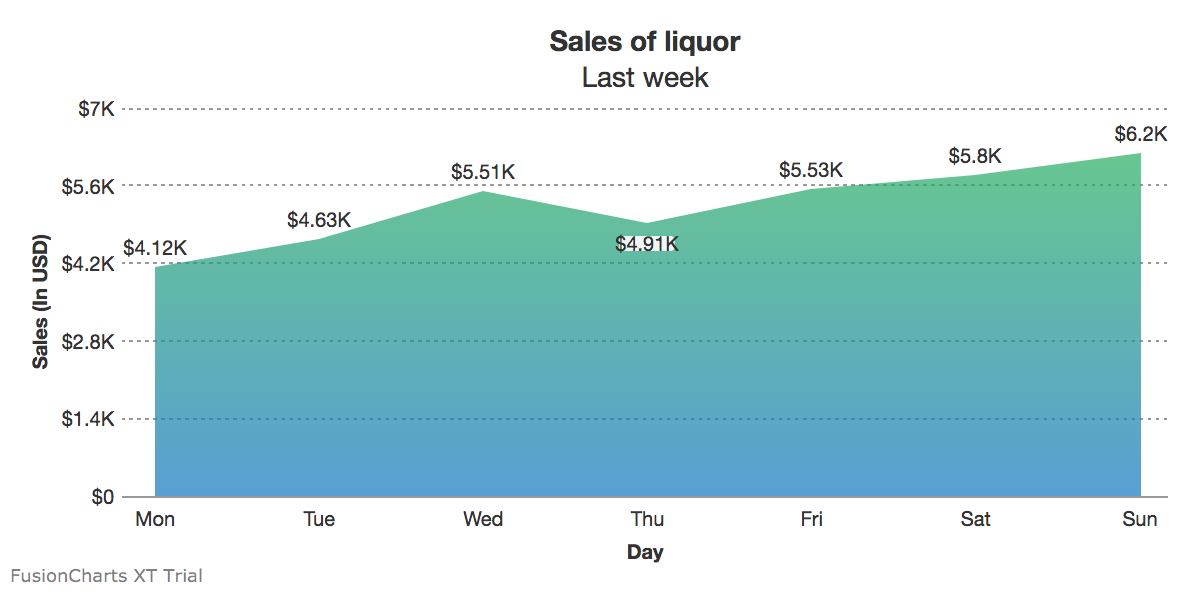 Sales of liquor
Last week
$7K
$6.2K
$5.8K
$5.53K
$5.51K
$5.6K
$4.63K
$4.91K
$4.12K
$4.2K
Sales (In USD)
$2.8K
$1.4K
$0
Mon Tue Wed Thu Fri Sat Sun
Day
FusionCharts XT Trial